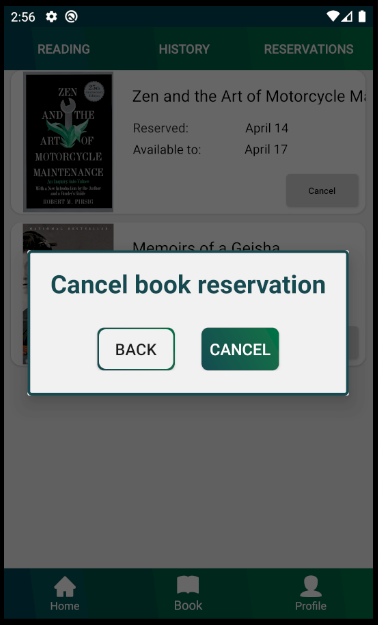 2:56
READING HISTORY RESERVATIONS
ZEN
AND THE
ART OF
MOTORCYCLE
MAINTENANCE
ROBERT M. PIRSIG
Zen and the Art of Motorcycle Ma
Reserved: April 14
Available to: April 17
Cancel
NATIONAL BESTSELLER
Memoirs of a Geisha
Cancel book reservation
BACK CANCEL
Home Book Profile